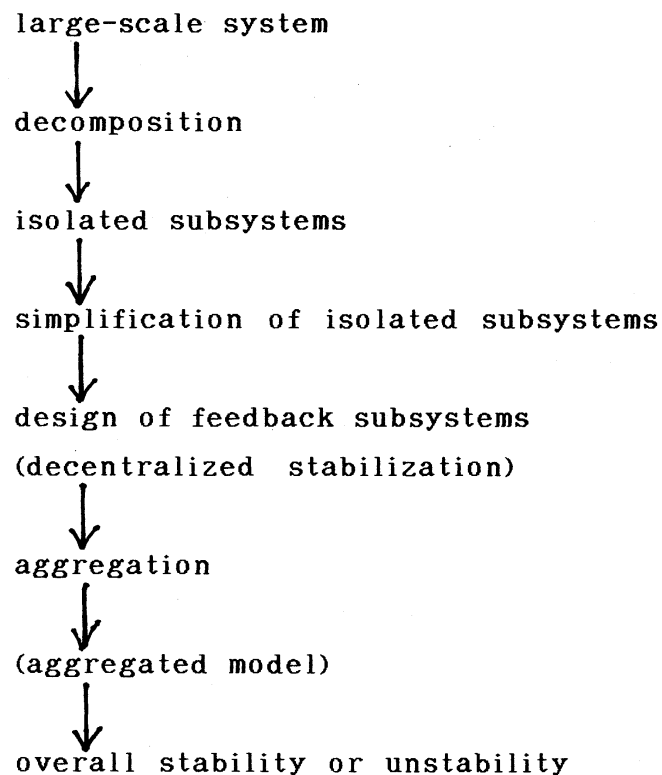 large-scale system
decomposition
isolated subsystems
simplification of isolated subsystems
design of feedback subsystems
(decentralized stabilization)
aggregation
(aggregated model)
overall stability or unstability